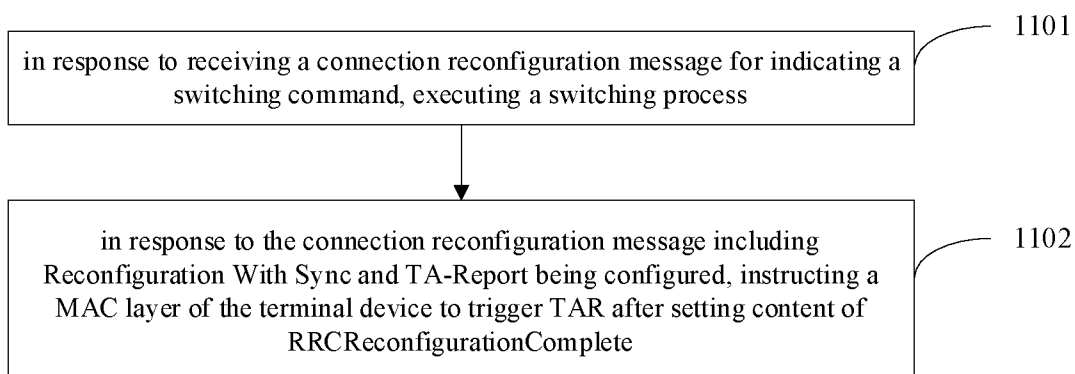 1101
in response to receiving a connection reconfiguration message for indicating a
switching command, executing a switching process
1102
in response to the connection reconfiguration message including
Reconfiguration With Sync and TA-Report being configured, instructing a
MAC layer of the terminal device to trigger TAR after setting content of
RRCReconfigurationComplete